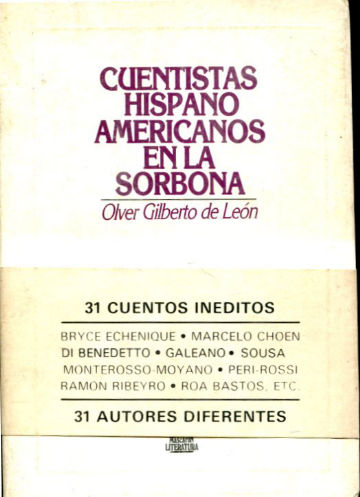 CUENTISTAS
HISPANO
AMERICANOS
EN LA
SORBONA
Olver Gilberto de León
31 CUENTOS INEDITOS
BRYCE ECHENIQUE • MARCELO CHOEN
DI BENEDETTO • GALEANO • SOUSA
MONTEROSSO-MOYANO • PERI-ROSSI
RAMON RIBEYRO • ROA BASTOS, ETC.
31 AUTORES DIFERENTES
MASCARON
LITERATURA